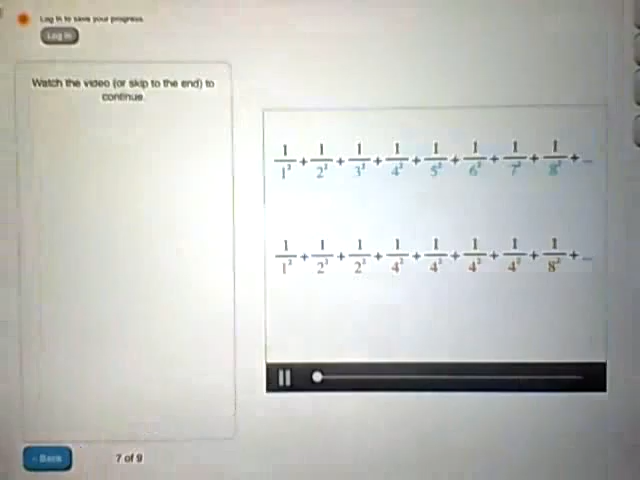 Log in to save your progress.
Log in
Watch the video (or skip to the end) to
continue.
1/1² + 1/2² + 1/3² + 1/4² + 1/5² + 1/6² + 1/7² + 1/8² + ...
1/1² + 1/2² + 1/2² + 1/4² + 1/4² + 1/4² + 1/4² + 1/8² + ...
< Back
7 of 9